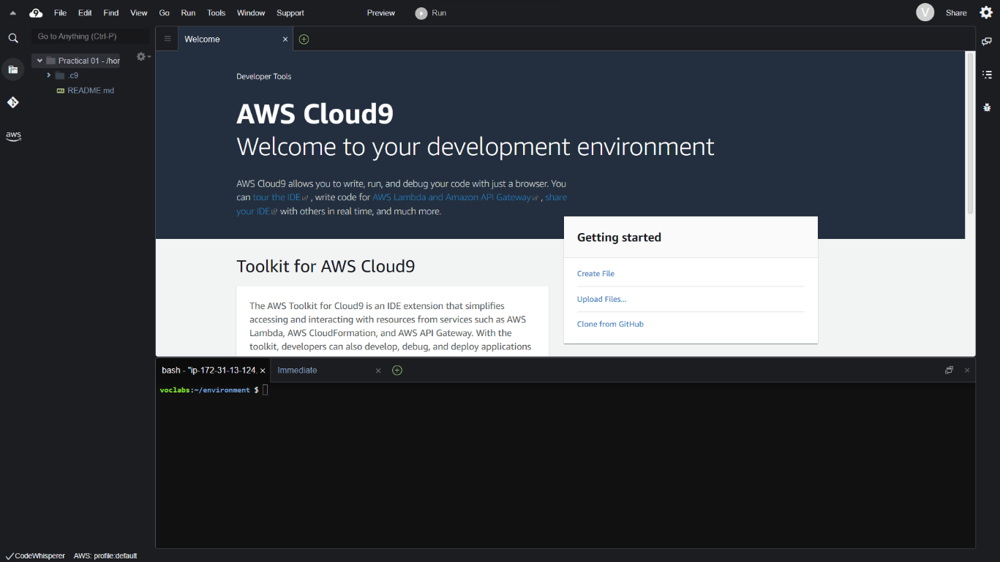 File Edit Find View Go Run Tools Window Support Preview Run V Share
Go to Anything (Ctrl-P)
Practical 01 - /hor
.c9
README.md
aws
Welcome
Developer Tools
AWS Cloud9
Welcome to your development environment
AWS Cloud9 allows you to write, run, and debug your code with just a browser. You
can tour the IDE , write code for AWS Lambda and Amazon API Gateway , share
your IDE with others in real time, and much more.
Getting started
Create File
Upload Files...
Clone from GitHub
Toolkit for AWS Cloud9
The AWS Toolkit for Cloud9 is an IDE extension that simplifies
accessing and interacting with resources from services such as AWS
Lambda, AWS CloudFormation, and AWS API Gateway. With the
toolkit, developers can also develop, debug, and deploy applications
bash - "ip-172-31-13-124. Immediate
voclabs:~/environment $
CodeWhisperer AWS: profile:default